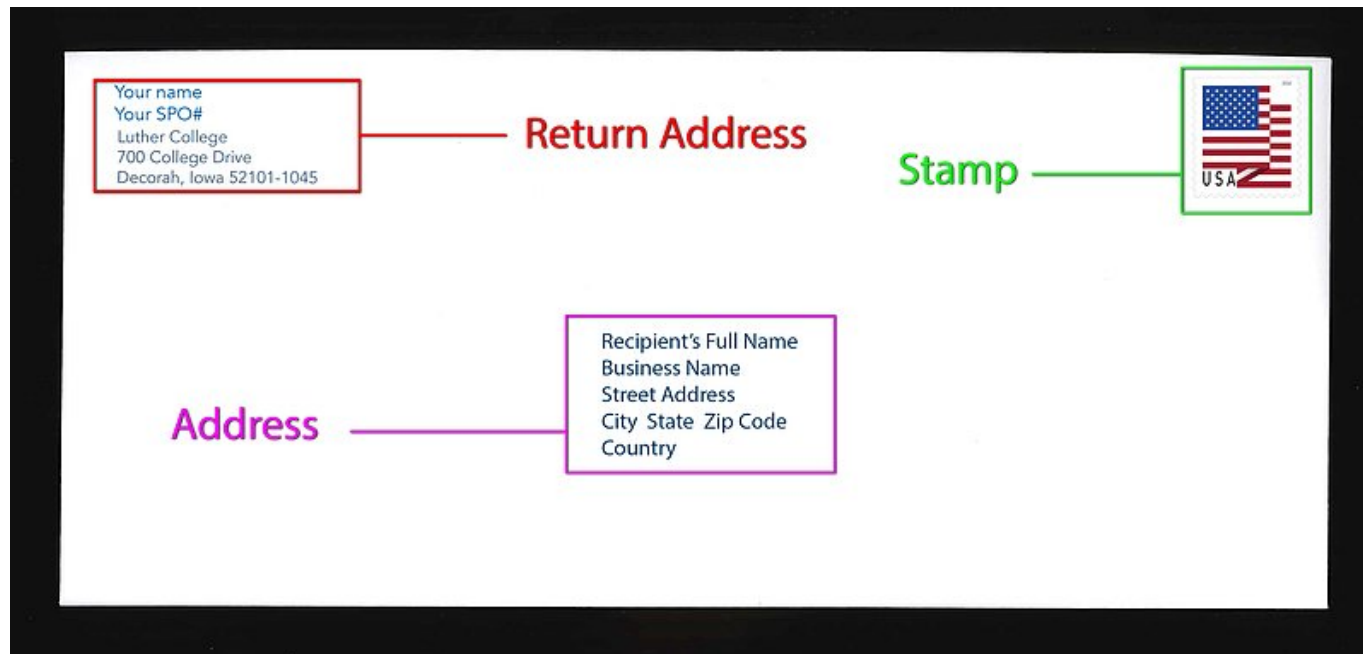 Your name
Your SPO#
Luther College
700 College Drive
Decorah, Iowa 52101-1045
Return Address
Stamp
USA
Recipient's Full Name
Business Name
Street Address
City State Zip Code
Country
Address